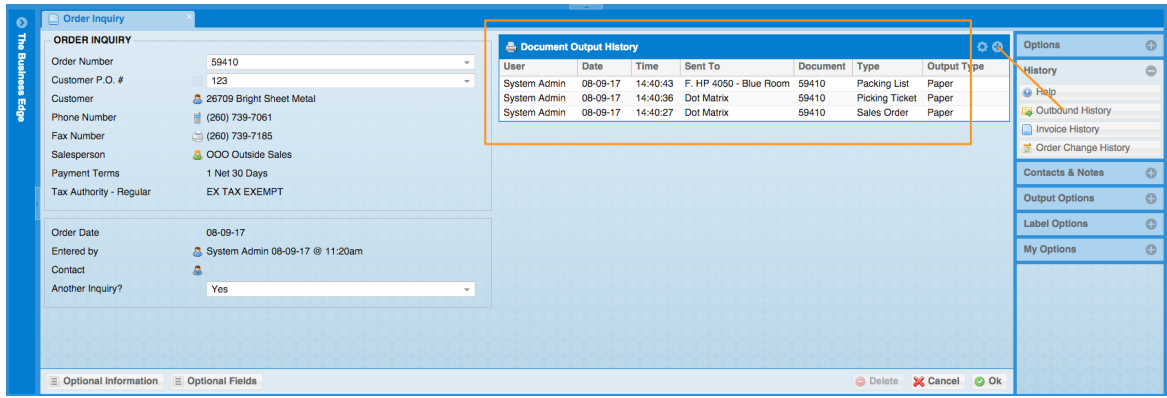 The Business Edge
Order Inquiry
ORDER INQUIRY
Order Number 59410
Customer P.O. # 123
Customer 26709 Bright Sheet Metal
Phone Number (260) 739-7061
Fax Number (260) 739-7185
Salesperson OOO Outside Sales
Payment Terms 1 Net 30 Days
Tax Authority - Regular EX TAX EXEMPT
Order Date 08-09-17
Entered by System Admin 08-09-17 @ 11:20am
Contact
Another Inquiry? Yes
Document Output History
User Date Time Sent To Document Type Output Type
System Admin 08-09-17 14:40:43 F. HP 4050 - Blue Room 59410 Packing List Paper
System Admin 08-09-17 14:40:36 Dot Matrix 59410 Picking Ticket Paper
System Admin 08-09-17 14:40:27 Dot Matrix 59410 Sales Order Paper
Options
History
Help
Outbound History
Invoice History
Order Change History
Contacts & Notes
Output Options
Label Options
My Options
Optional Information Optional Fields Delete Cancel Ok